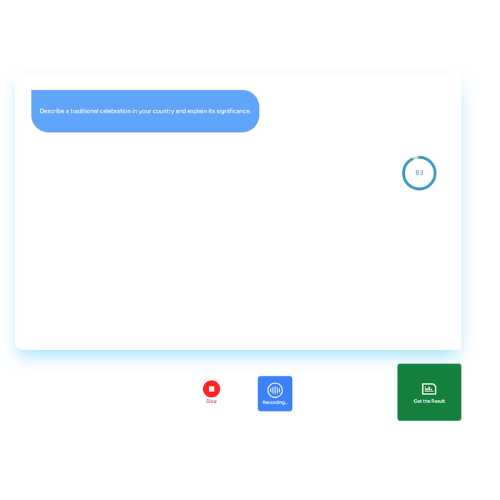 Describe a traditional celebration in your country and explain its significance.
83
Stop
Recording...
Get the Result